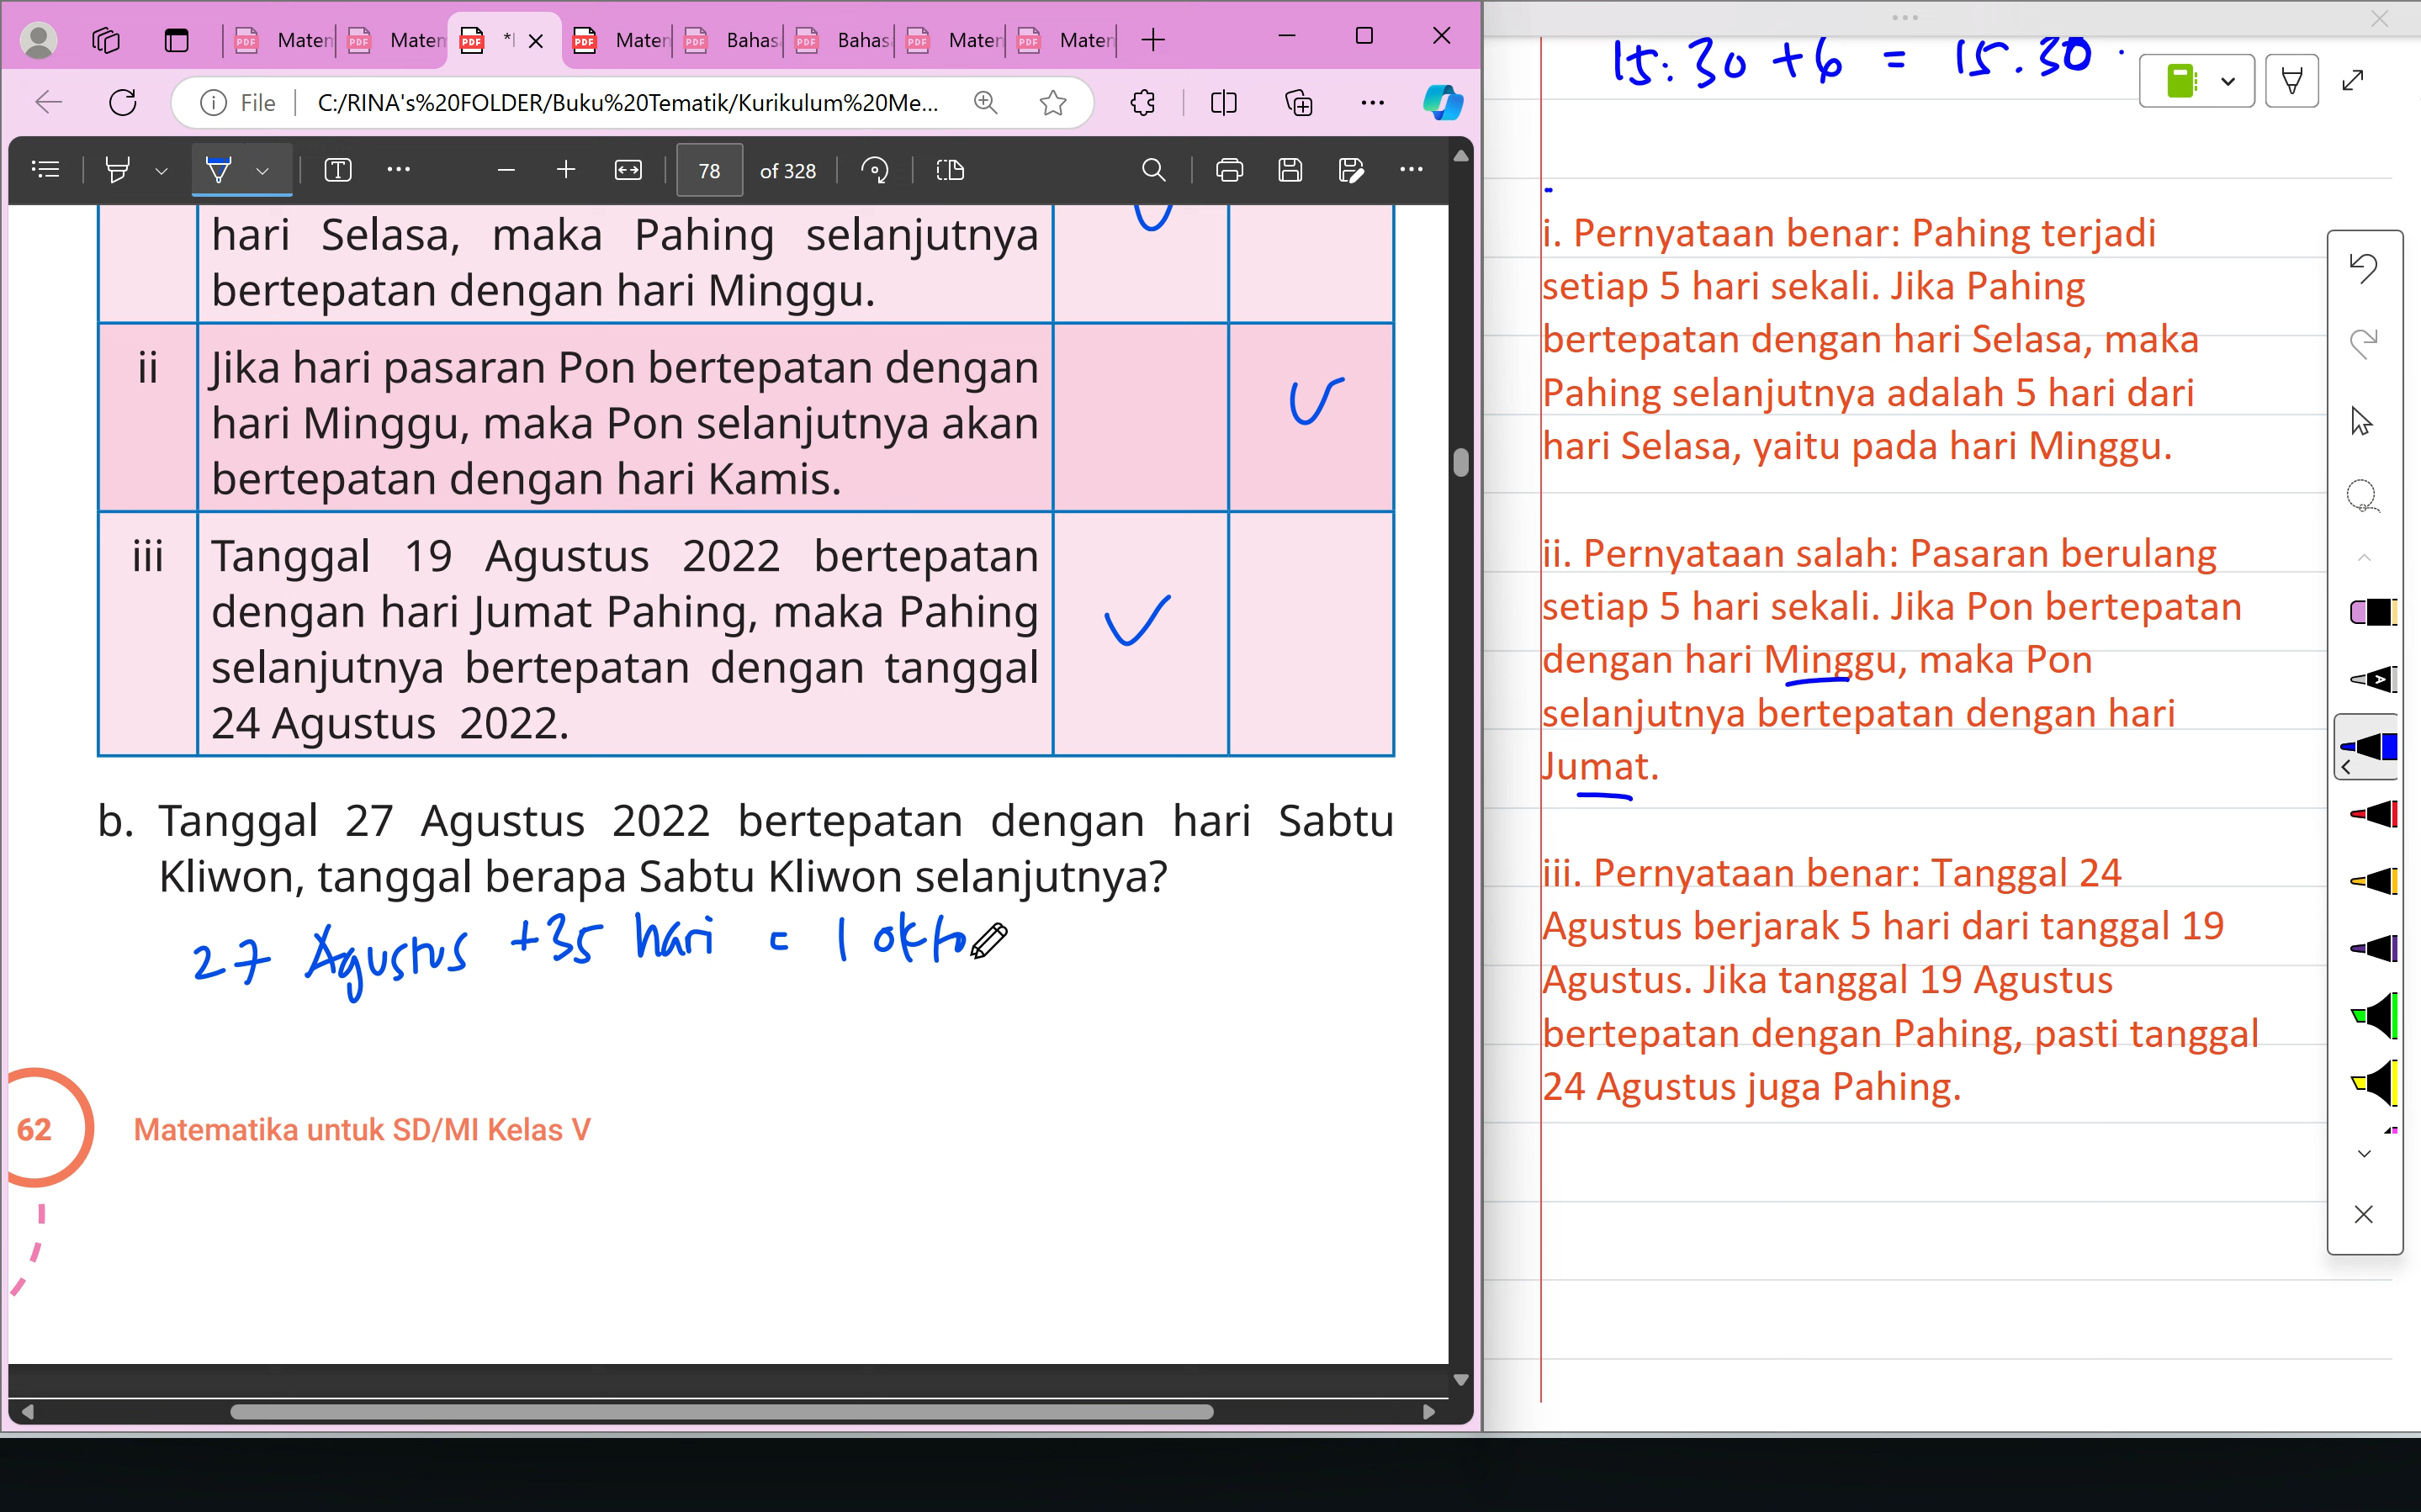 Maten
Maten
*|
Maten
Bahas
Bahas
Maten
Maten
File
C:/RINA's%20FOLDER/Buku%20Tematik/Kurikulum%20Me...
78 of 328
hari Selasa, maka Pahing selanjutnya
bertepatan dengan hari Minggu.
ii Jika hari pasaran Pon bertepatan dengan
hari Minggu, maka Pon selanjutnya akan
bertepatan dengan hari Kamis.
iii Tanggal 19 Agustus 2022 bertepatan
dengan hari Jumat Pahing, maka Pahing
selanjutnya bertepatan dengan tanggal
24 Agustus 2022.
b. Tanggal 27 Agustus 2022 bertepatan dengan hari Sabtu
Kliwon, tanggal berapa Sabtu Kliwon selanjutnya?
27 Agustus +35 hari = 1 okto
62 Matematika untuk SD/MI Kelas V
15:30 +6 = 15.30
i. Pernyataan benar: Pahing terjadi
setiap 5 hari sekali. Jika Pahing
bertepatan dengan hari Selasa, maka
Pahing selanjutnya adalah 5 hari dari
hari Selasa, yaitu pada hari Minggu.
ii. Pernyataan salah: Pasaran berulang
setiap 5 hari sekali. Jika Pon bertepatan
dengan hari Minggu, maka Pon
selanjutnya bertepatan dengan hari
Jumat.
iii. Pernyataan benar: Tanggal 24
Agustus berjarak 5 hari dari tanggal 19
Agustus. Jika tanggal 19 Agustus
bertepatan dengan Pahing, pasti tanggal
24 Agustus juga Pahing.